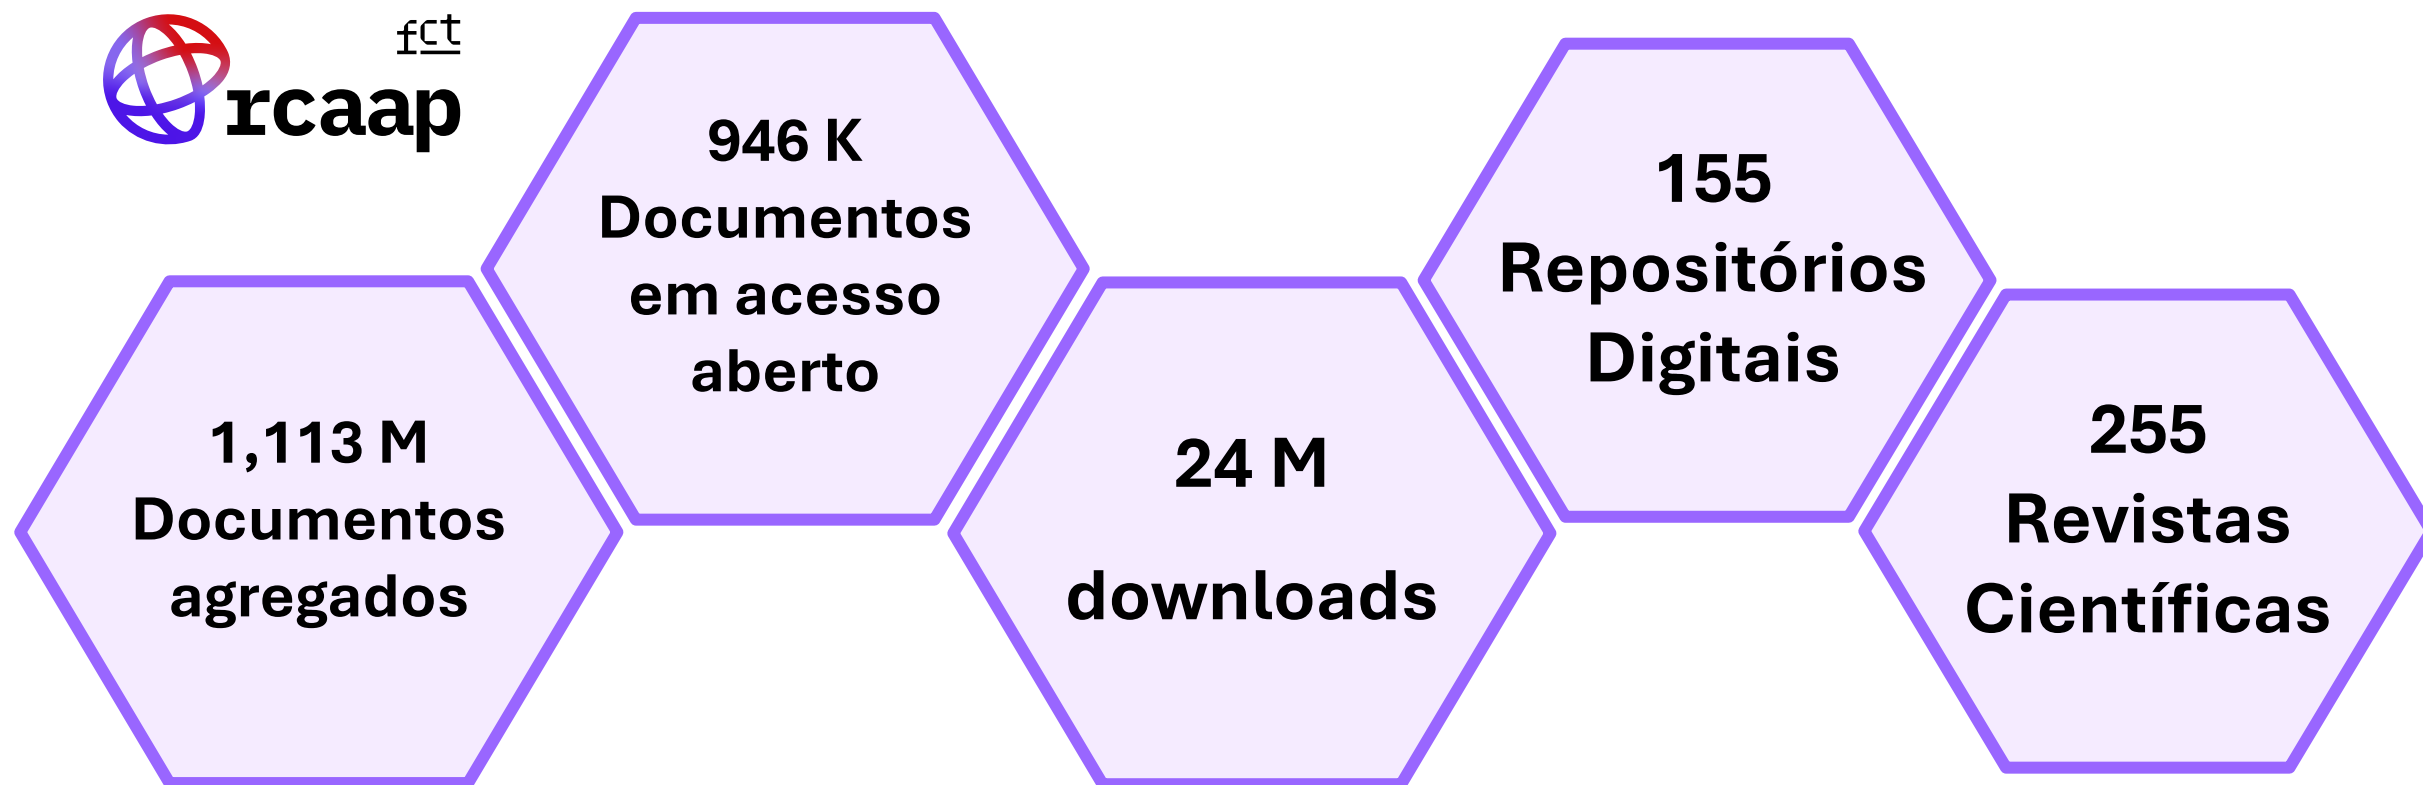 fct
rcaap
1,113 M
Documentos
agregados
946 K
Documentos
em acesso
aberto
24 M
downloads
155
Repositórios
Digitais
255
Revistas
Científicas